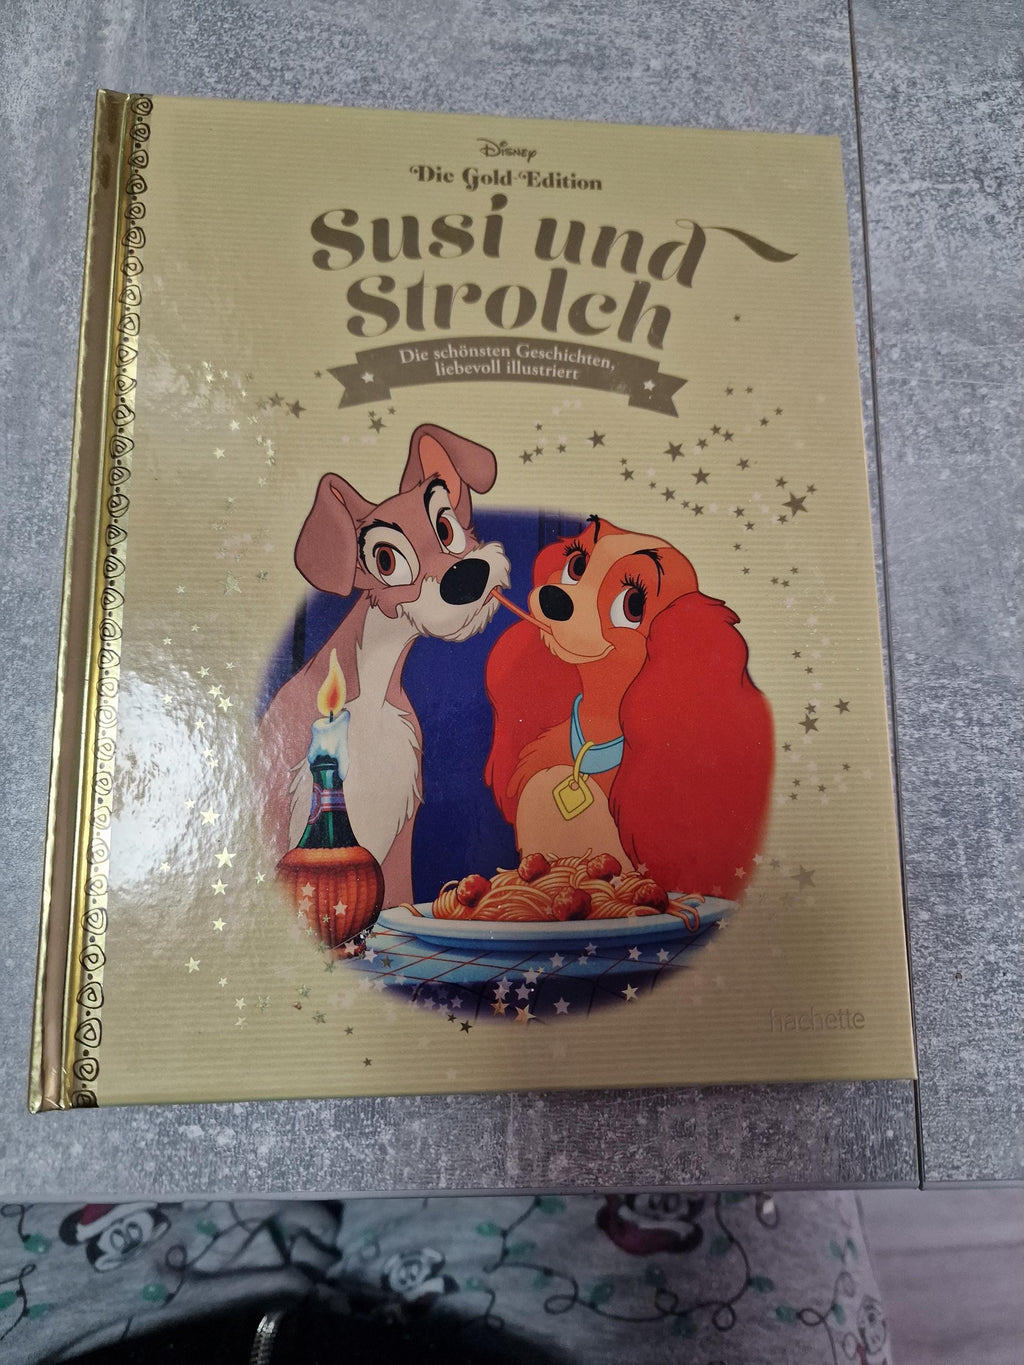 Disney
Die Gold-Edition
Susi und
Strolch
Die schönsten Geschichten,
liebevoll illustriert
hachette